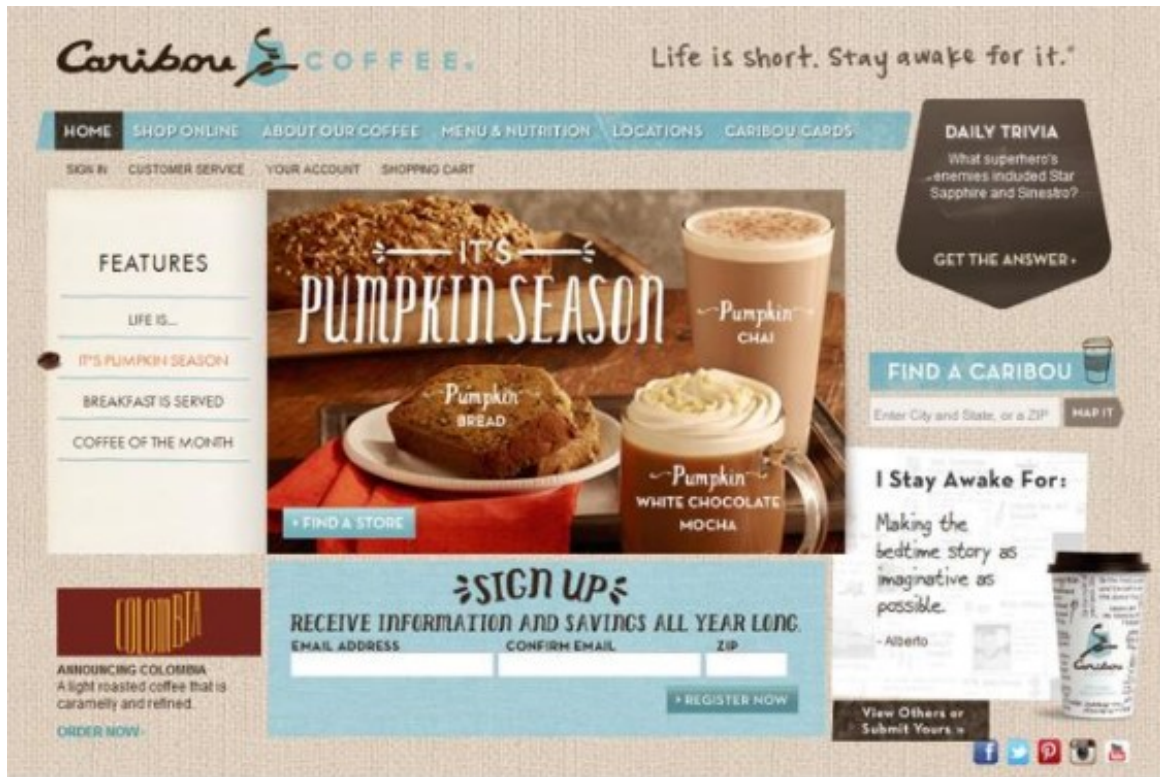 Caribou COFFEE.
Life is short. Stay awake for it.®
HOME SHOP ONLINE ABOUT OUR COFFEE MENU & NUTRITION LOCATIONS CARIBOU CARDS
SIGN IN CUSTOMER SERVICE YOUR ACCOUNT SHOPPING CART
DAILY TRIVIA
What superhero's
enemies included Star
Sapphire and Sinestro?
GET THE ANSWER
FEATURES
LIFE IS...
IT'S PUMPKIN SEASON
BREAKFAST IS SERVED
COFFEE OF THE MONTH
IT'S
PUMPKIN SEASON
Pumpkin
CHAI
Pumpkin
BREAD
Pumpkin
WHITE CHOCOLATE
MOCHA
FIND A STORE
FIND A CARIBOU
Enter City and State, or a ZIP MAP IT
I Stay Awake For:
Making the
bedtime story as
imaginative as
possible.
- Alberto
Caribou
View Others or
Submit Yours »
COLOMBIA
ANNOUNCING COLOMBIA
A light roasted coffee that is
caramelly and refined.
ORDER NOW
SIGN UP
RECEIVE INFORMATION AND SAVINGS ALL YEAR LONG.
EMAIL ADDRESS CONFIRM EMAIL ZIP
REGISTER NOW